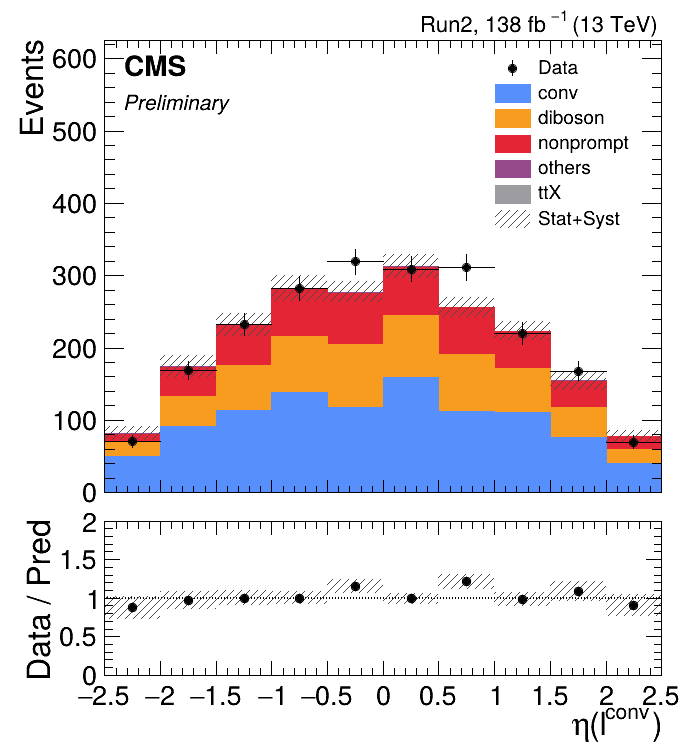 Run2, 138 fb⁻¹ (13 TeV)
Events
600
500
400
300
200
100
0
CMS
Preliminary
Data
conv
diboson
nonprompt
others
ttX
Stat+Syst
Data / Pred
2
1.5
1
0.5
0
−2.5 −2 −1.5 −1 −0.5 0 0.5 1 1.5 2 2.5
η(l^conv)